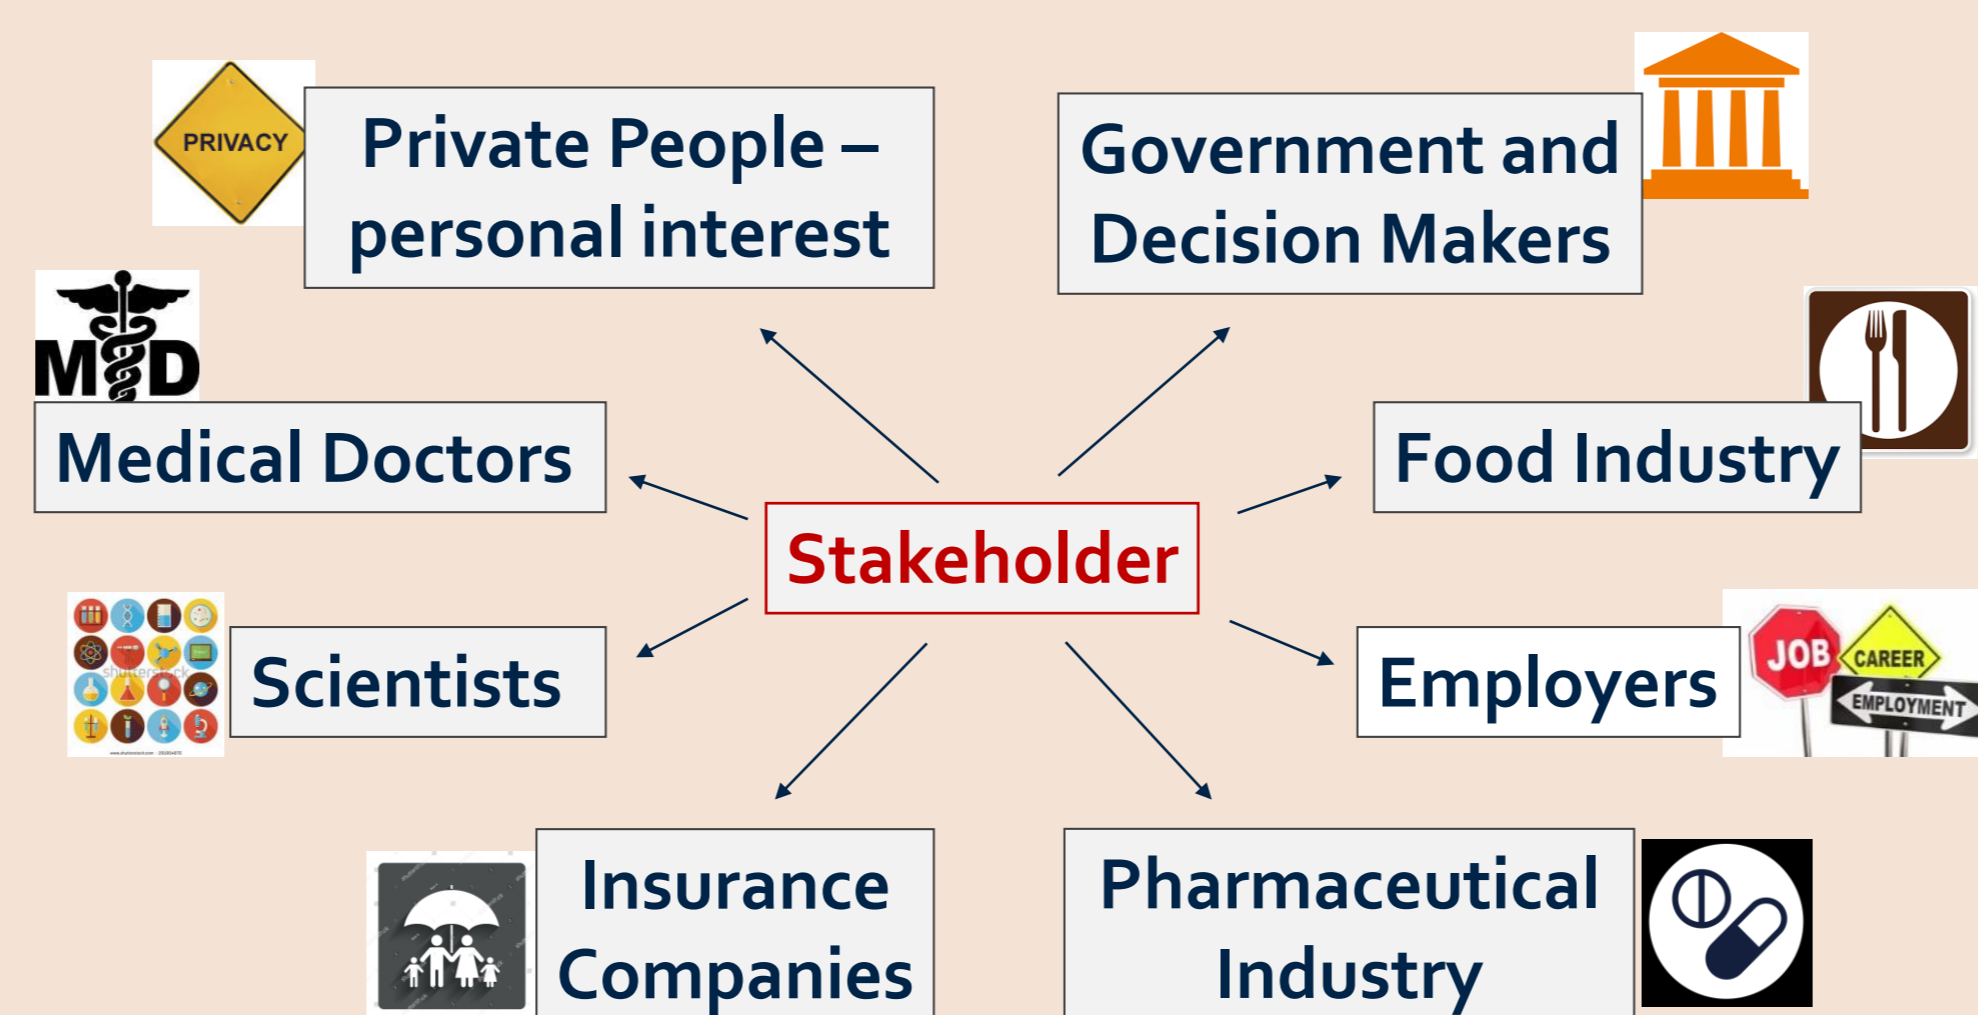 PRIVACY
Private People –
personal interest
Government and
Decision Makers
M D
Medical Doctors
Food Industry
Stakeholder
shutterstock
Scientists
Employers
JOB
CAREER
EMPLOYMENT
Insurance
Companies
Pharmaceutical
Industry